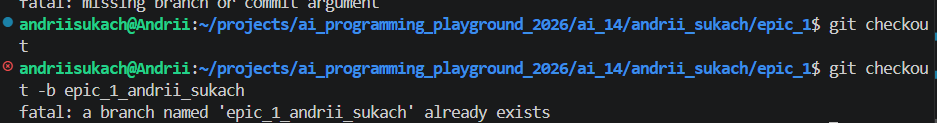 fatal: missing branch or commit argument
andriisukach@Andrii:~/projects/ai_programming_playground_2026/ai_14/andrii_sukach/epic_1$ git checkou
t
andriisukach@Andrii:~/projects/ai_programming_playground_2026/ai_14/andrii_sukach/epic_1$ git checkou
t -b epic_1_andrii_sukach
fatal: a branch named 'epic_1_andrii_sukach' already exists